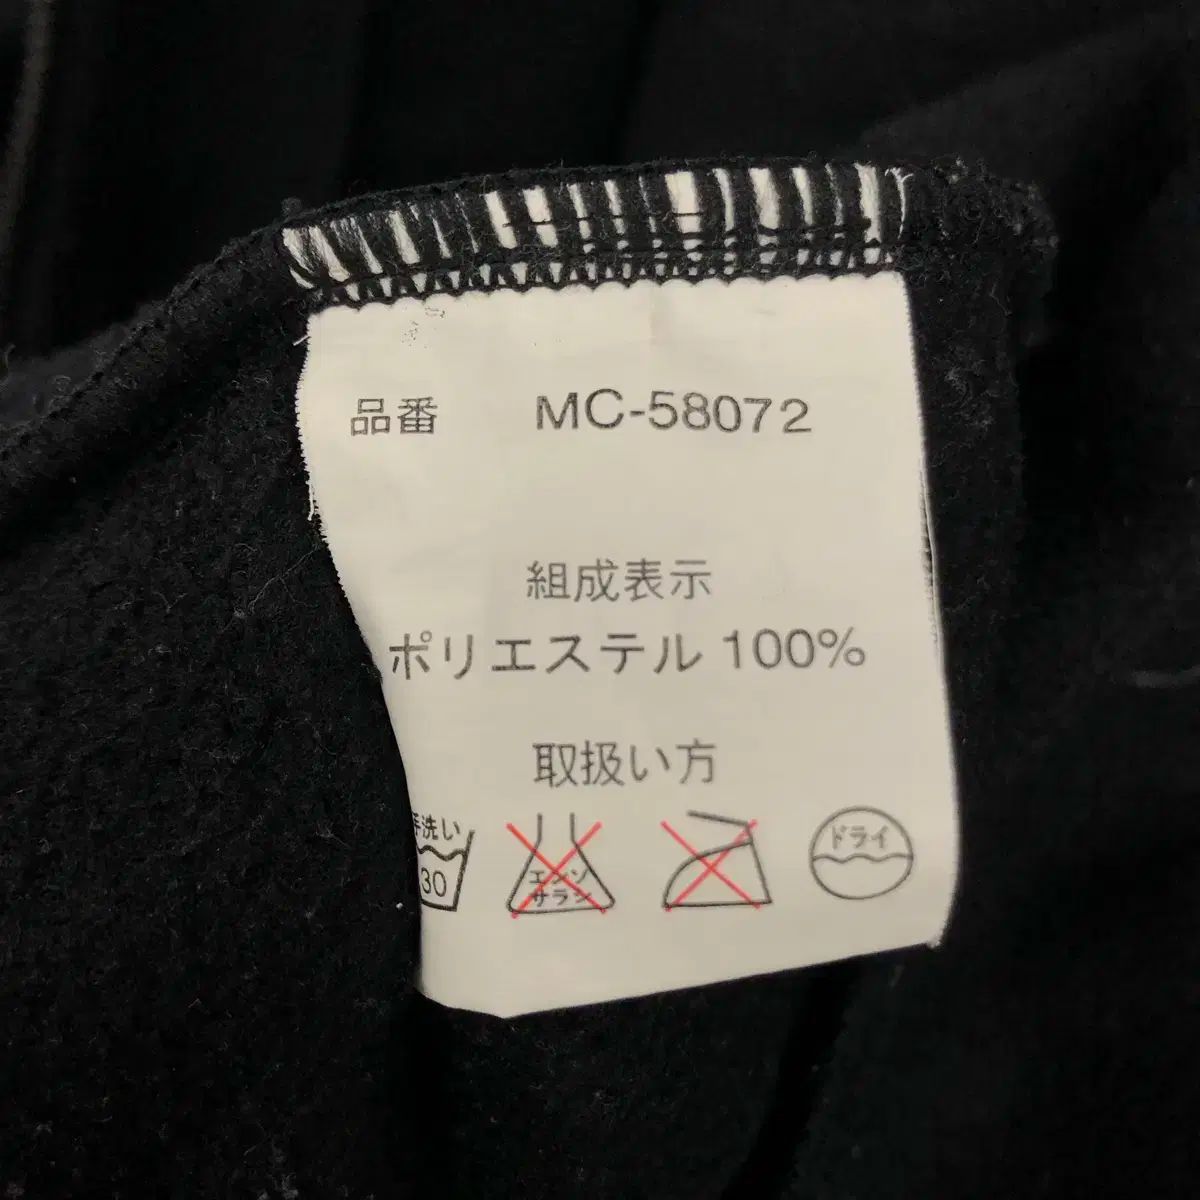 品番 MC-58072
組成表示
ポリエステル 100%
取扱い方
手洗い
30
エンソ
サラシ
ドライ